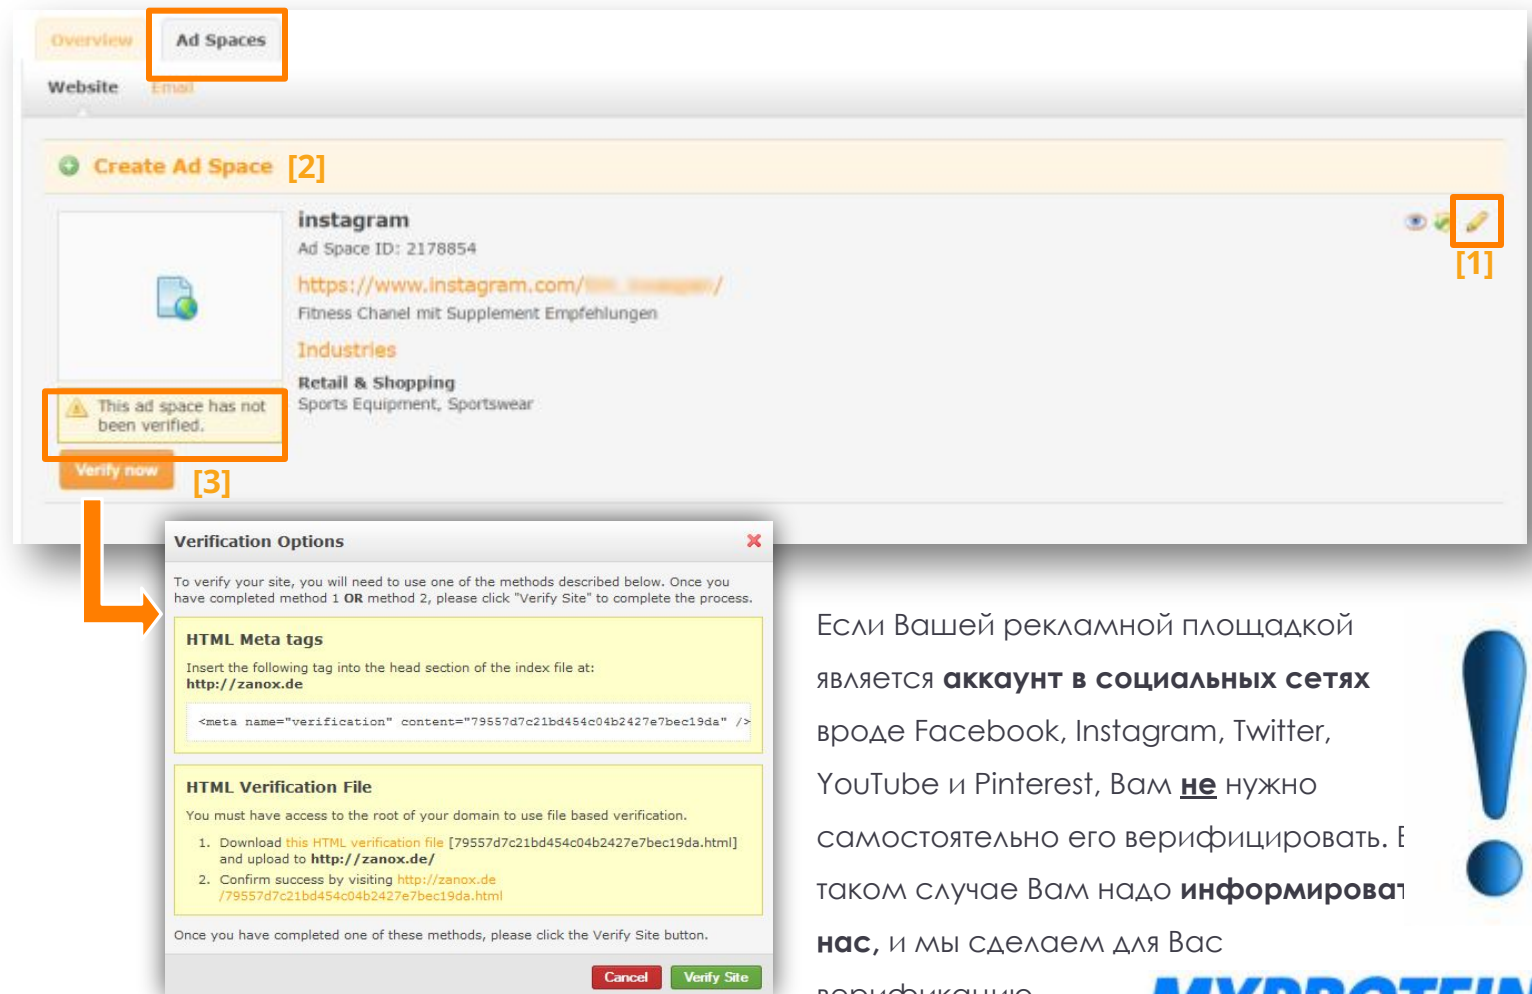 Overview Ad Spaces
Website Email
Create Ad Space [2]
instagram
Ad Space ID: 2178854
[1]
https://www.instagram.com/ /
Fitness Chanel mit Supplement Empfehlungen
Industries
Retail & Shopping
Sports Equipment, Sportswear
This ad space has not
been verified.
Verify now [3]
Verification Options
To verify your site, you will need to use one of the methods described below. Once you
have completed method 1 OR method 2, please click "Verify Site" to complete the process.
HTML Meta tags
Insert the following tag into the head section of the index file at:
http://zanox.de
<meta name="verification" content="79557d7c21bd454c04b2427e7bec19da" />
HTML Verification File
You must have access to the root of your domain to use file based verification.
1. Download this HTML verification file [79557d7c21bd454c04b2427e7bec19da.html]
and upload to http://zanox.de/
2. Confirm success by visiting http://zanox.de
/79557d7c21bd454c04b2427e7bec19da.html
Once you have completed one of these methods, please click the Verify Site button.
Cancel Verify Site
Если Вашей рекламной площадкой
является аккаунт в социальных сетях
вроде Facebook, Instagram, Twitter,
YouTube и Pinterest, Вам не нужно
самостоятельно его верифицировать.
таком случае Вам надо информироват
нас, и мы сделаем для Вас
верификацию
MYPROTEIN